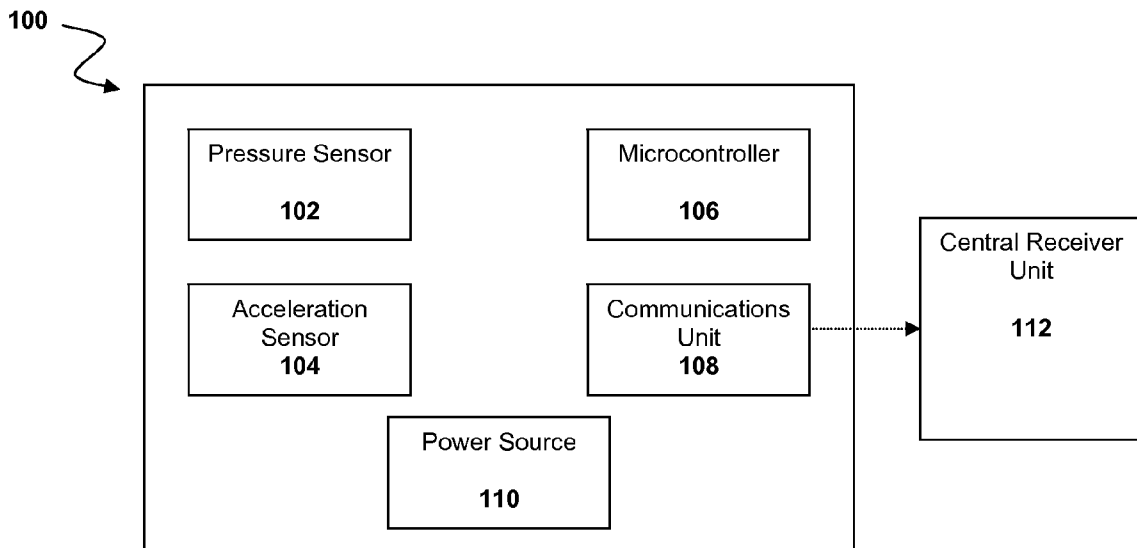 100
Pressure Sensor
102
Microcontroller
106
Central Receiver
Unit
112
Acceleration
Sensor
104
Communications
Unit
108
Power Source
110